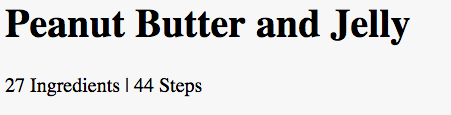 Peanut Butter and Jelly
27 Ingredients | 44 Steps